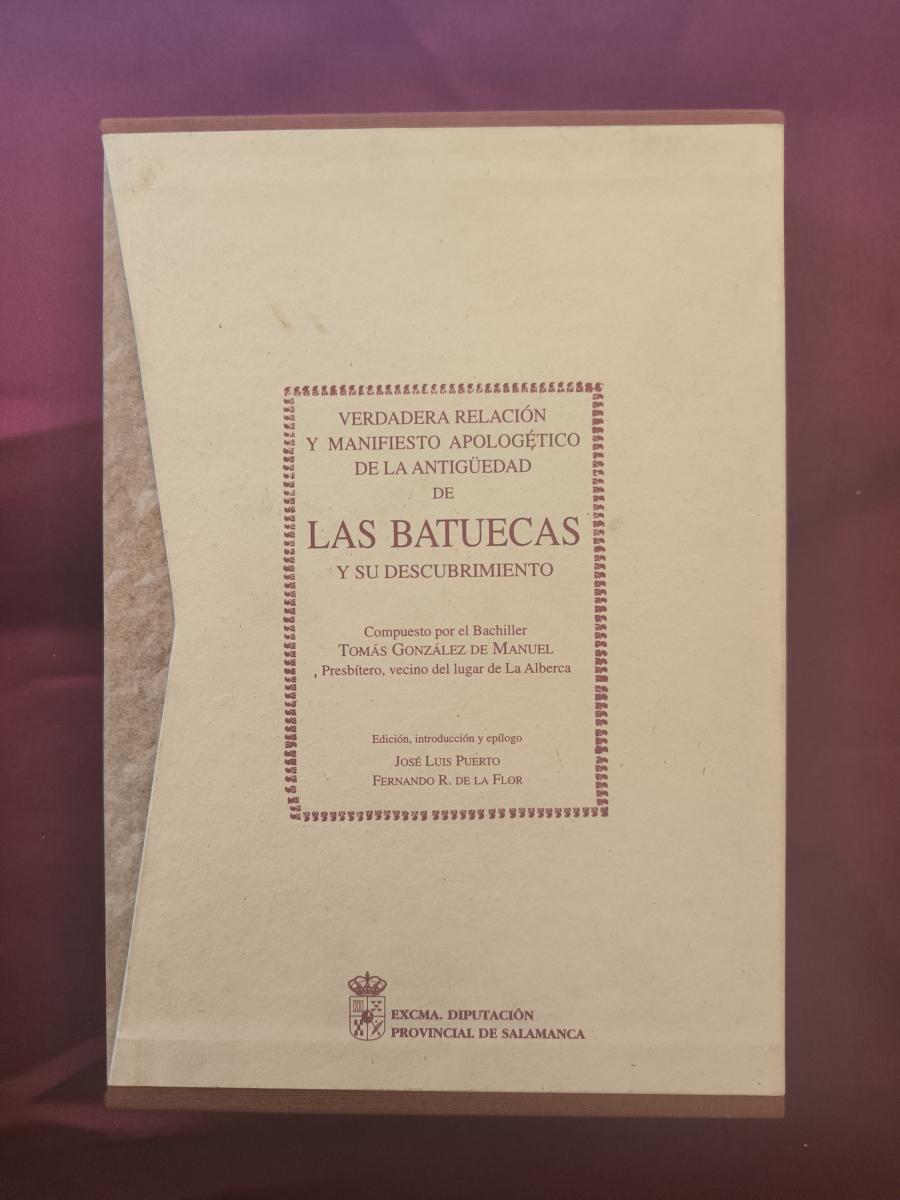 VERDADERA RELACIÓN
Y MANIFIESTO APOLOGÉTICO
DE LA ANTIGÜEDAD
DE
LAS BATUECAS
Y SU DESCUBRIMIENTO
Compuesto por el Bachiller
TOMÁS GONZÁLEZ DE MANUEL
Presbítero, vecino del lugar de La Alberca
Edición, introducción y epílogo
JOSÉ LUIS PUERTO
FERNANDO R. DE LA FLOR
EXCMA. DIPUTACIÓN
PROVINCIAL DE SALAMANCA